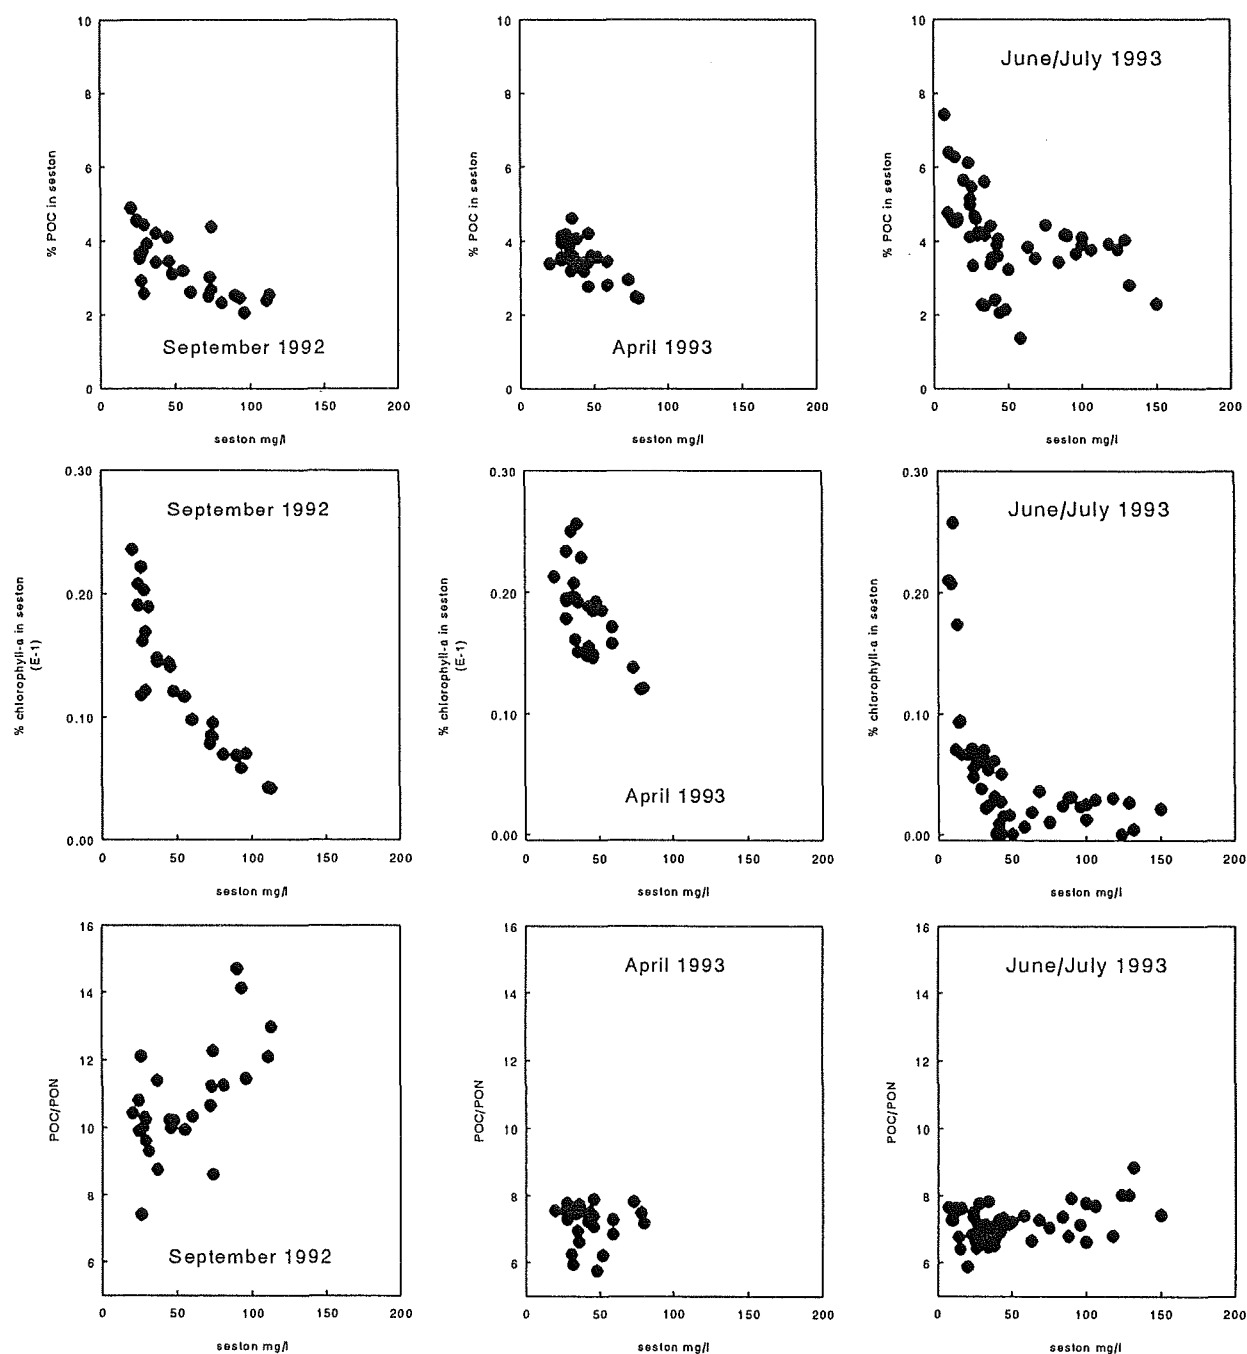 10
8
6
4
2
0
% POC in seston
September 1992
0 50 100 150 200
seston mg/l
10
8
6
4
2
0
% POC in seston
April 1993
0 50 100 150 200
seston mg/l
10
8
6
4
2
0
% POC in seston
June/July 1993
0 50 100 150 200
seston mg/l
0.30
0.20
0.10
0.00
% chlorophyll-a in seston
(E-1)
September 1992
0 50 100 150 200
seston mg/l
0.30
0.20
0.10
0.00
% chlorophyll-a in seston
(E-1)
April 1993
0 50 100 150 200
seston mg/l
0.30
0.20
0.10
0.00
% chlorophyll-a in seston
June/July 1993
0 50 100 150 200
seston mg/l
16
14
12
10
8
6
POC/PON
September 1992
0 50 100 150 200
seston mg/l
16
14
12
10
8
6
POC/PON
April 1993
0 50 100 150 200
seston mg/l
16
14
12
10
8
6
POC/PON
June/July 1993
0 50 100 150 200
seston mg/l